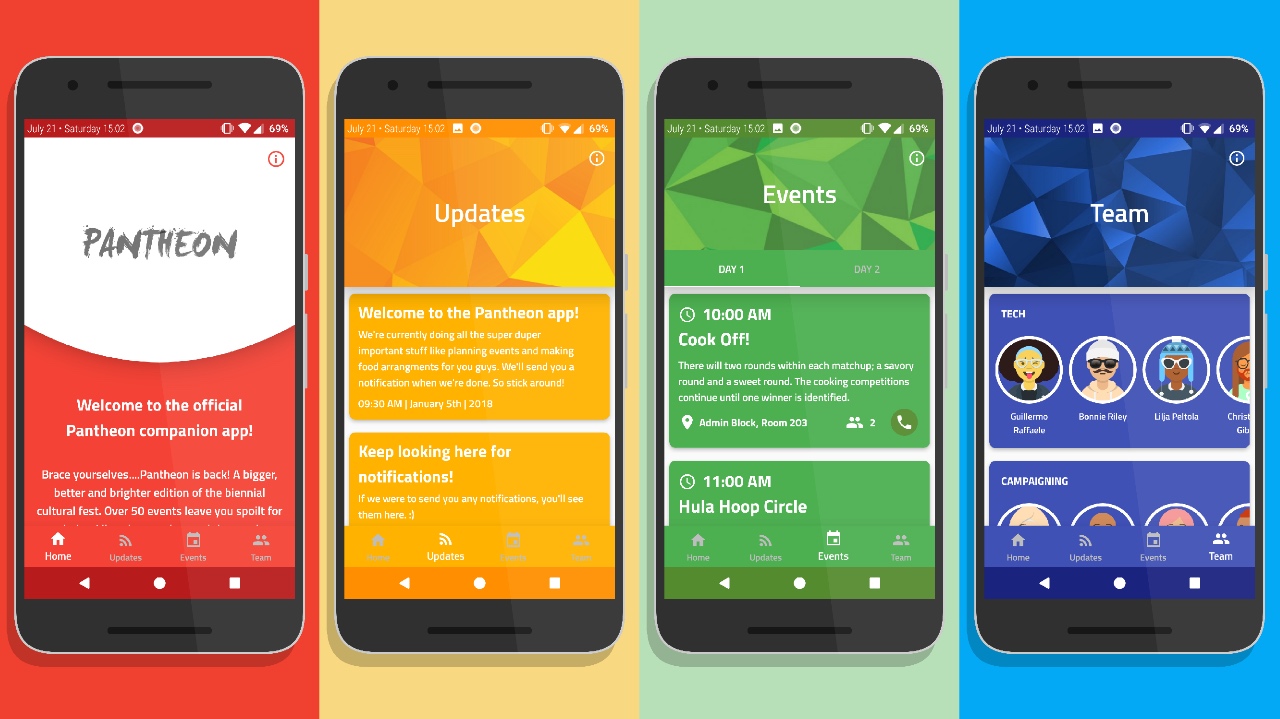 July 21 • Saturday 15:02
69%
PANTHEON
Welcome to the official
Pantheon companion app!
Brace yourselves....Pantheon is back! A bigger,
better and brighter edition of the biennial
cultural fest. Over 50 events leave you spoilt for
Home
Updates
Events
Team
July 21 • Saturday 15:02
69%
Updates
Welcome to the Pantheon app!
We're currently doing all the super duper
important stuff like planning events and making
food arrangments for you guys. We'll send you a
notification when we're done. So stick around!
09:30 AM | January 5th | 2018
Keep looking here for
notifications!
If we were to send you any notifications, you'll see
them here. :)
Home
Updates
Events
Team
July 21 • Saturday 15:02
69%
Events
DAY 1
DAY 2
10:00 AM
Cook Off!
There will two rounds within each matchup; a savory
round and a sweet round. The cooking competitions
continue until one winner is identified.
Admin Block, Room 203
2
11:00 AM
Hula Hoop Circle
Home
Updates
Events
Team
July 21 • Saturday 15:02
69%
Team
TECH
Guillermo
Raffaele
Bonnie Riley
Lilja Peltola
Christ
Gib
CAMPAIGNING
Home
Updates
Events
Team